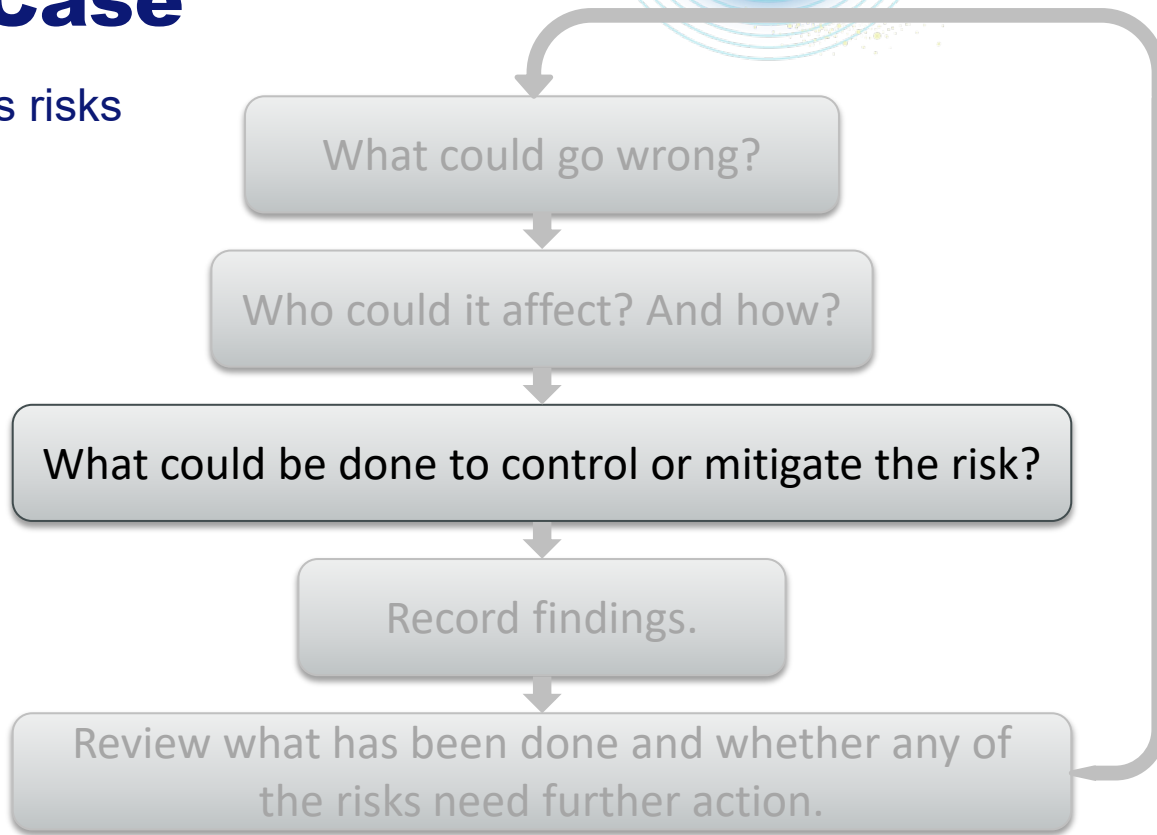 Case
s risks
What could go wrong?
Who could it affect? And how?
What could be done to control or mitigate the risk?
Record findings.
Review what has been done and whether any of
the risks need further action.